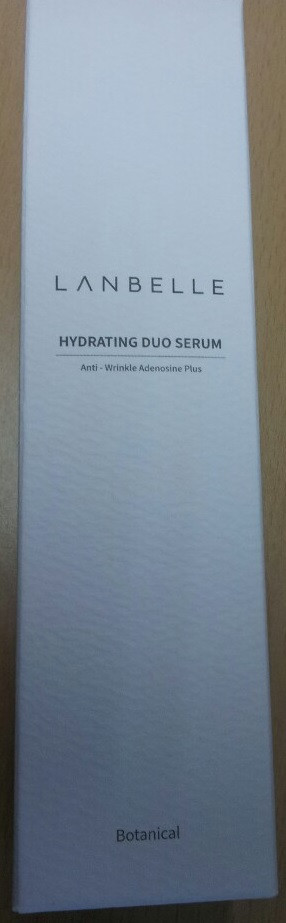 LANBELLE
HYDRATING DUO SERUM
Anti - Wrinkle Adenosine Plus
Botanical